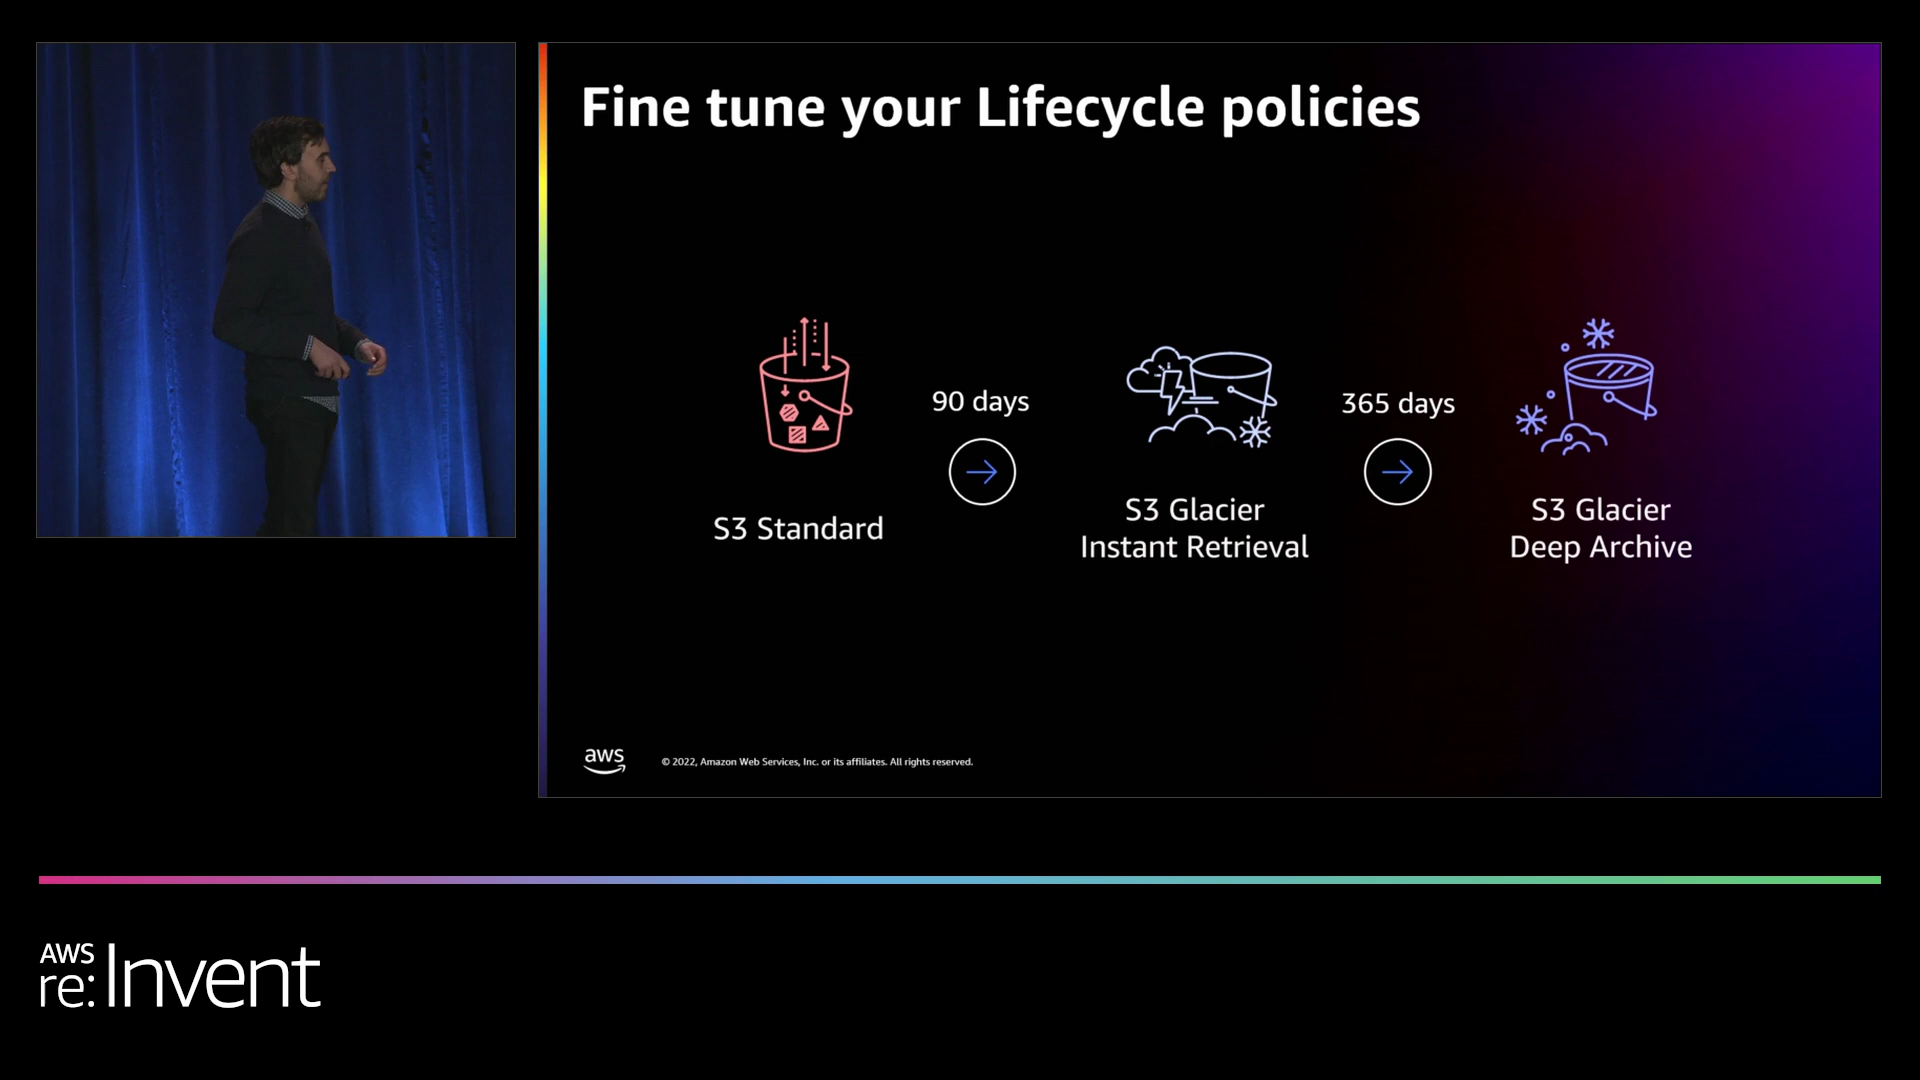 Fine tune your Lifecycle policies
90 days
365 days
S3 Standard
S3 Glacier
Instant Retrieval
S3 Glacier
Deep Archive
aws
© 2022, Amazon Web Services, Inc. or its affiliates. All rights reserved.
AWS
re:Invent